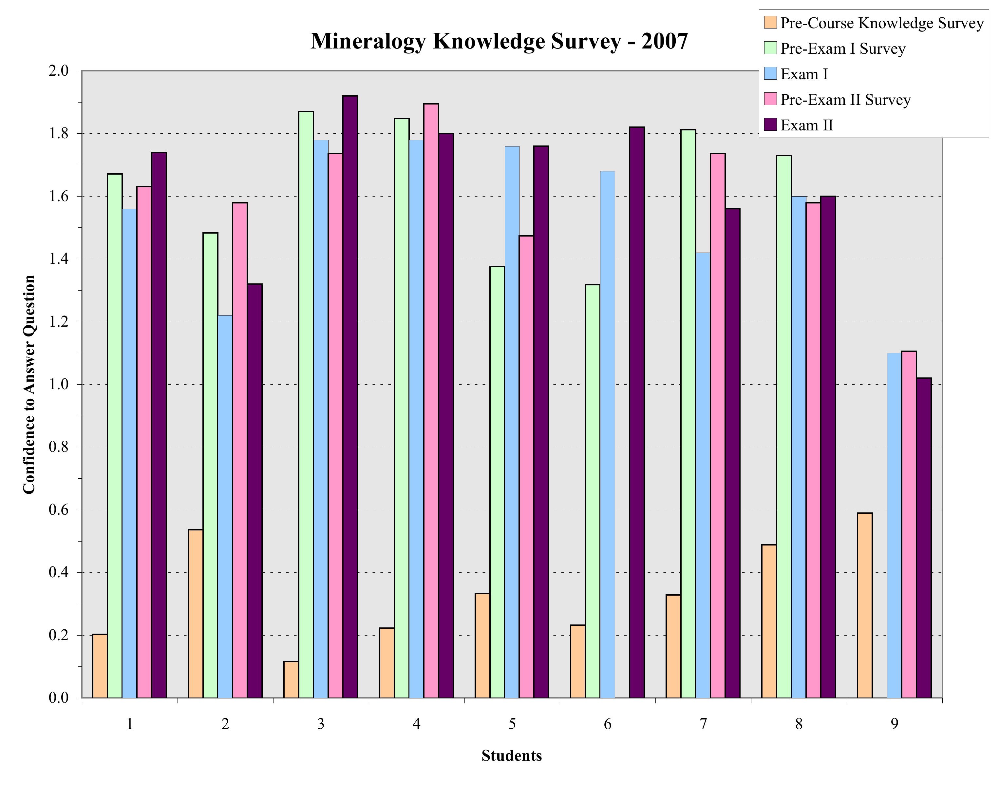 Mineralogy Knowledge Survey - 2007
Pre-Course Knowledge Survey
Pre-Exam I Survey
Exam I
Pre-Exam II Survey
Exam II
Confidence to Answer Question
2.0
1.8
1.6
1.4
1.2
1.0
0.8
0.6
0.4
0.2
0.0
1 2 3 4 5 6 7 8 9
Students